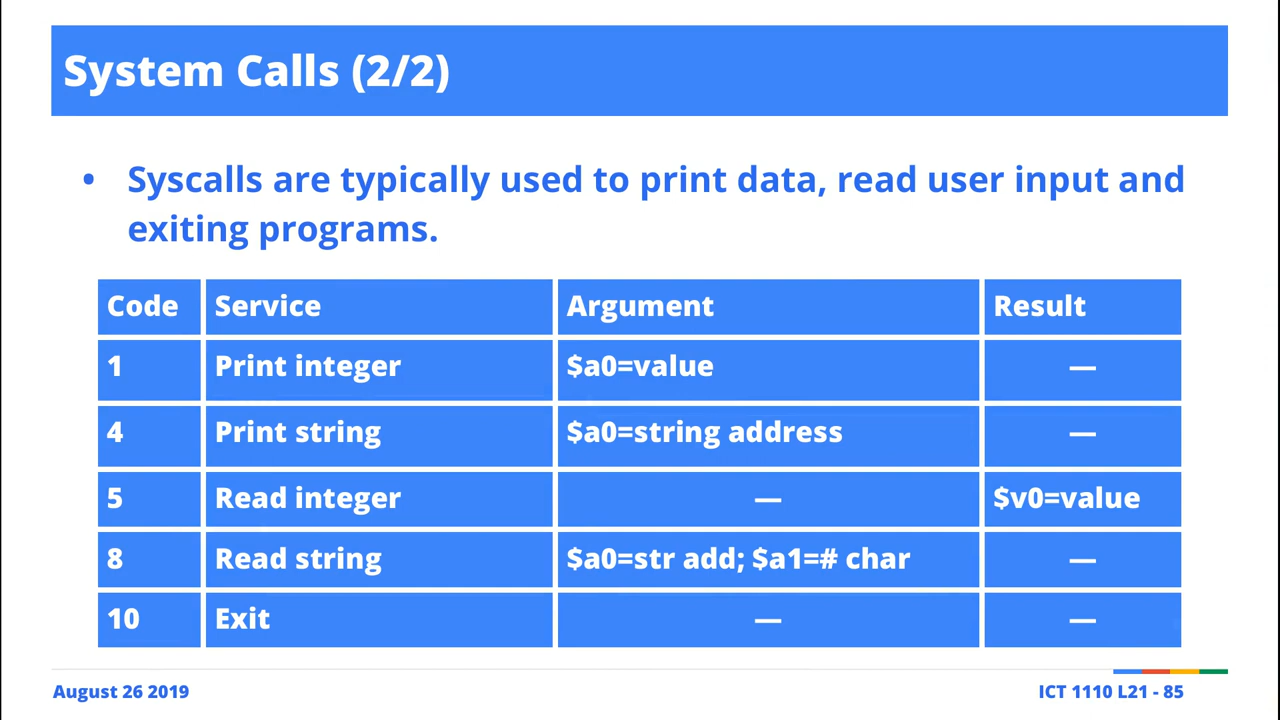 System Calls (2/2)
• Syscalls are typically used to print data, read user input and
exiting programs.
Code Service Argument Result
1 Print integer $a0=value —
4 Print string $a0=string address —
5 Read integer — $v0=value
8 Read string $a0=str add; $a1=# char —
10 Exit — —
August 26 2019 ICT 1110 L21 - 85